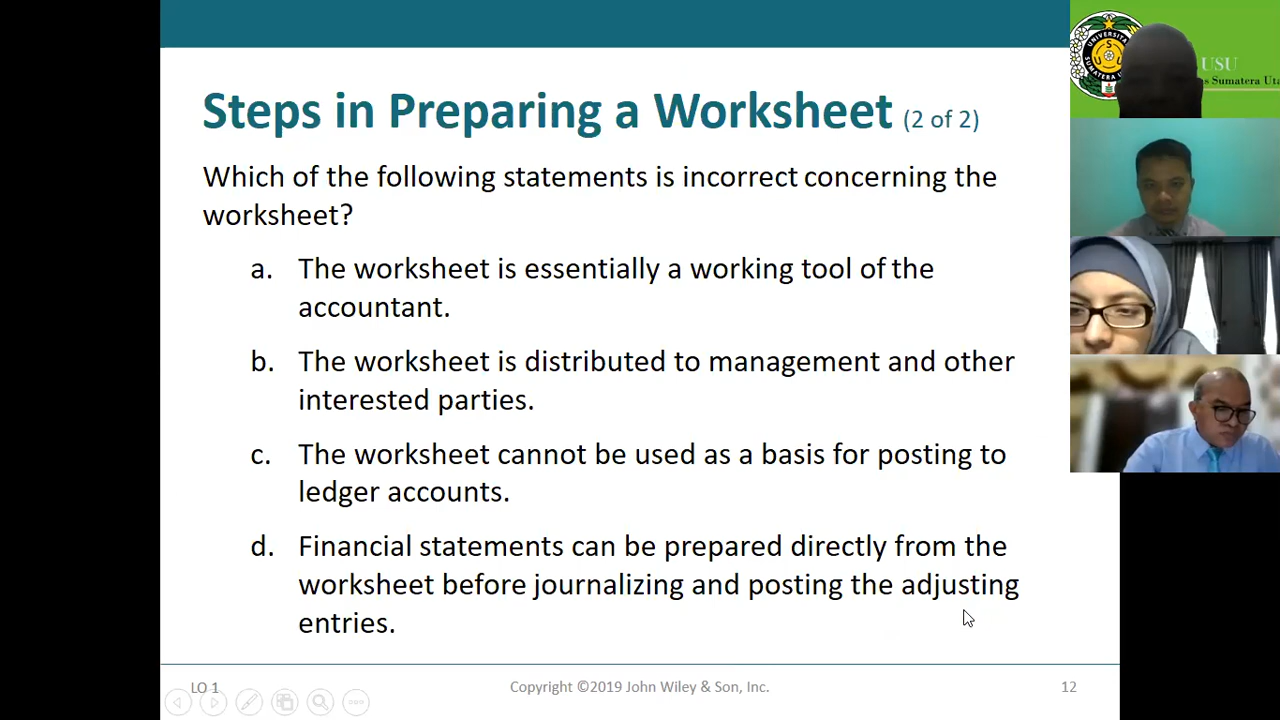 Steps in Preparing a Worksheet (2 of 2)
Which of the following statements is incorrect concerning the
worksheet?
a. The worksheet is essentially a working tool of the
accountant.
b. The worksheet is distributed to management and other
interested parties.
c. The worksheet cannot be used as a basis for posting to
ledger accounts.
d. Financial statements can be prepared directly from the
worksheet before journalizing and posting the adjusting
entries.
LO 1
Copyright ©2019 John Wiley & Son, Inc.
12
USU
Sumatera